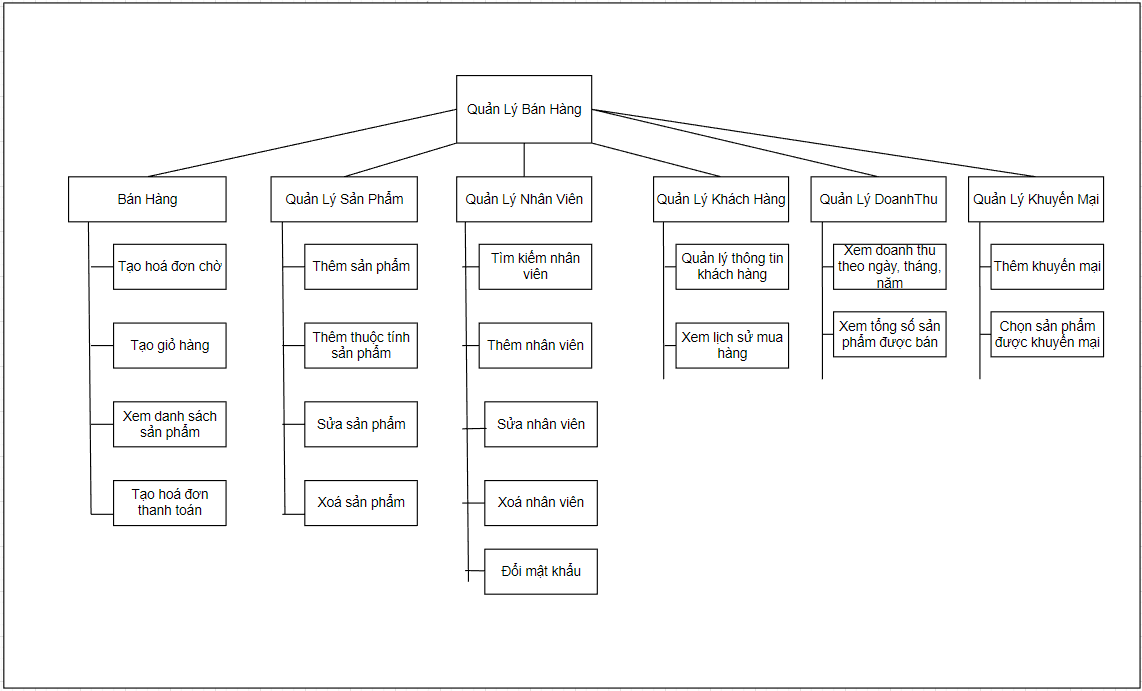 Quản Lý Bán Hàng
Bán Hàng
Quản Lý Sản Phẩm
Quản Lý Nhân Viên
Quản Lý Khách Hàng
Quản Lý DoanhThu
Quản Lý Khuyến Mại
Tạo hoá đơn chờ
Tạo giỏ hàng
Xem danh sách
sản phẩm
Tạo hoá đơn
thanh toán
Thêm sản phẩm
Thêm thuộc tính
sản phẩm
Sửa sản phẩm
Xoá sản phẩm
Tìm kiếm nhân
viên
Thêm nhân viên
Sửa nhân viên
Xoá nhân viên
Đổi mật khẩu
Quản lý thông tin
khách hàng
Xem lịch sử mua
hàng
Xem doanh thu
theo ngày, tháng,
năm
Xem tổng số sản
phẩm được bán
Thêm khuyến mại
Chọn sản phẩm
được khuyến mại